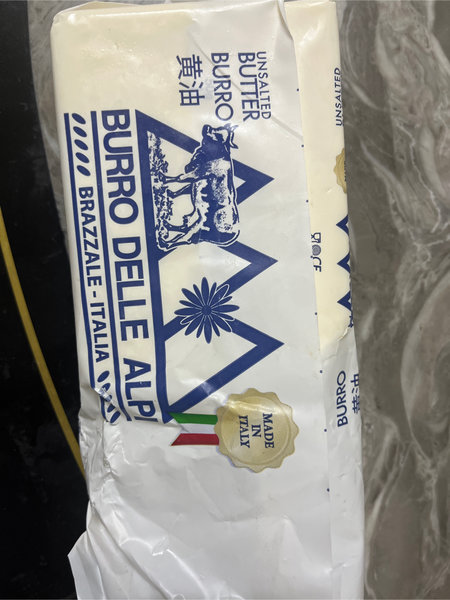 UNSALTED
BUTTER
BURRO
黄油
BURRO DELLE ALPI
BRAZZALE - ITALIA
MADE
IN
ITALY
UNSALTED
BURRO
黄油